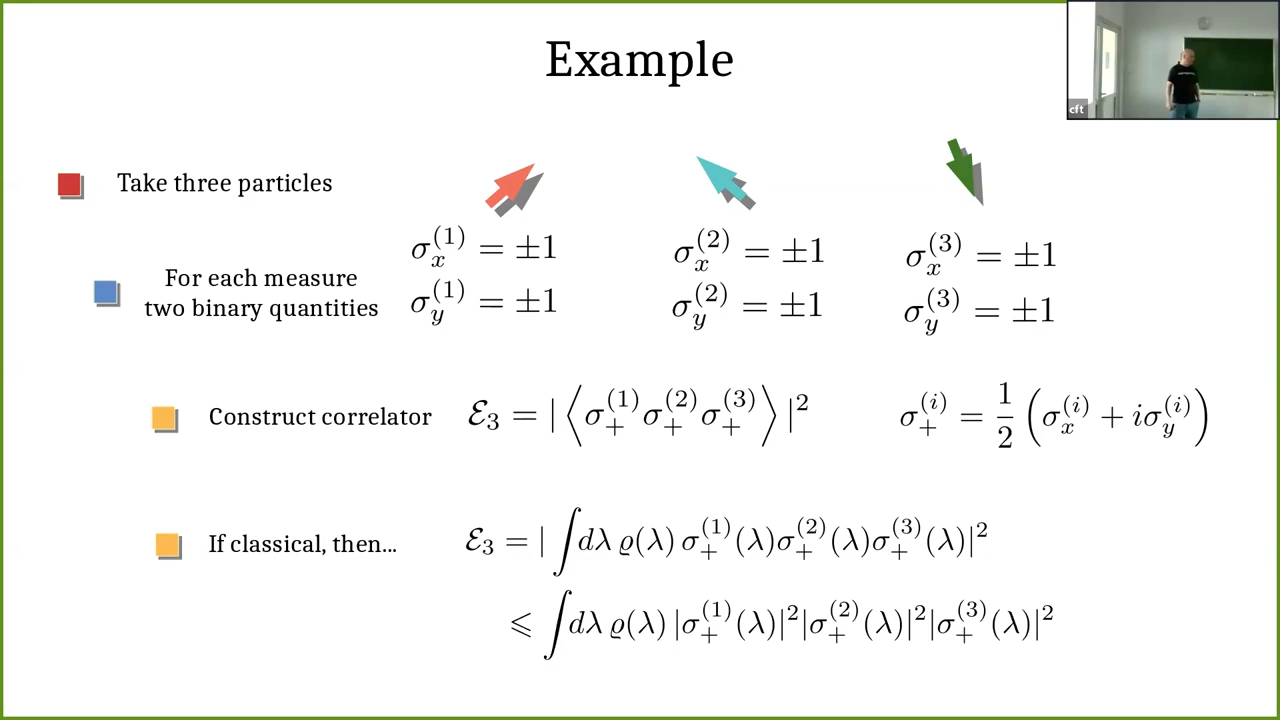 Example
cft
Take three particles
σ_x^{(1)} = ±1 σ_x^{(2)} = ±1 σ_x^{(3)} = ±1
For each measure
two binary quantities
σ_y^{(1)} = ±1 σ_y^{(2)} = ±1 σ_y^{(3)} = ±1
Construct correlator ℰ_3 = |⟨σ_+^{(1)} σ_+^{(2)} σ_+^{(3)}⟩|^2 σ_+^{(i)} = \frac{1}{2} (σ_x^{(i)} + iσ_y^{(i)})
If classical, then... ℰ_3 = |∫dλ ϱ(λ) σ_+^{(1)}(λ)σ_+^{(2)}(λ)σ_+^{(3)}(λ)|^2
⩽ ∫dλ ϱ(λ) |σ_+^{(1)}(λ)|^2|σ_+^{(2)}(λ)|^2|σ_+^{(3)}(λ)|^2